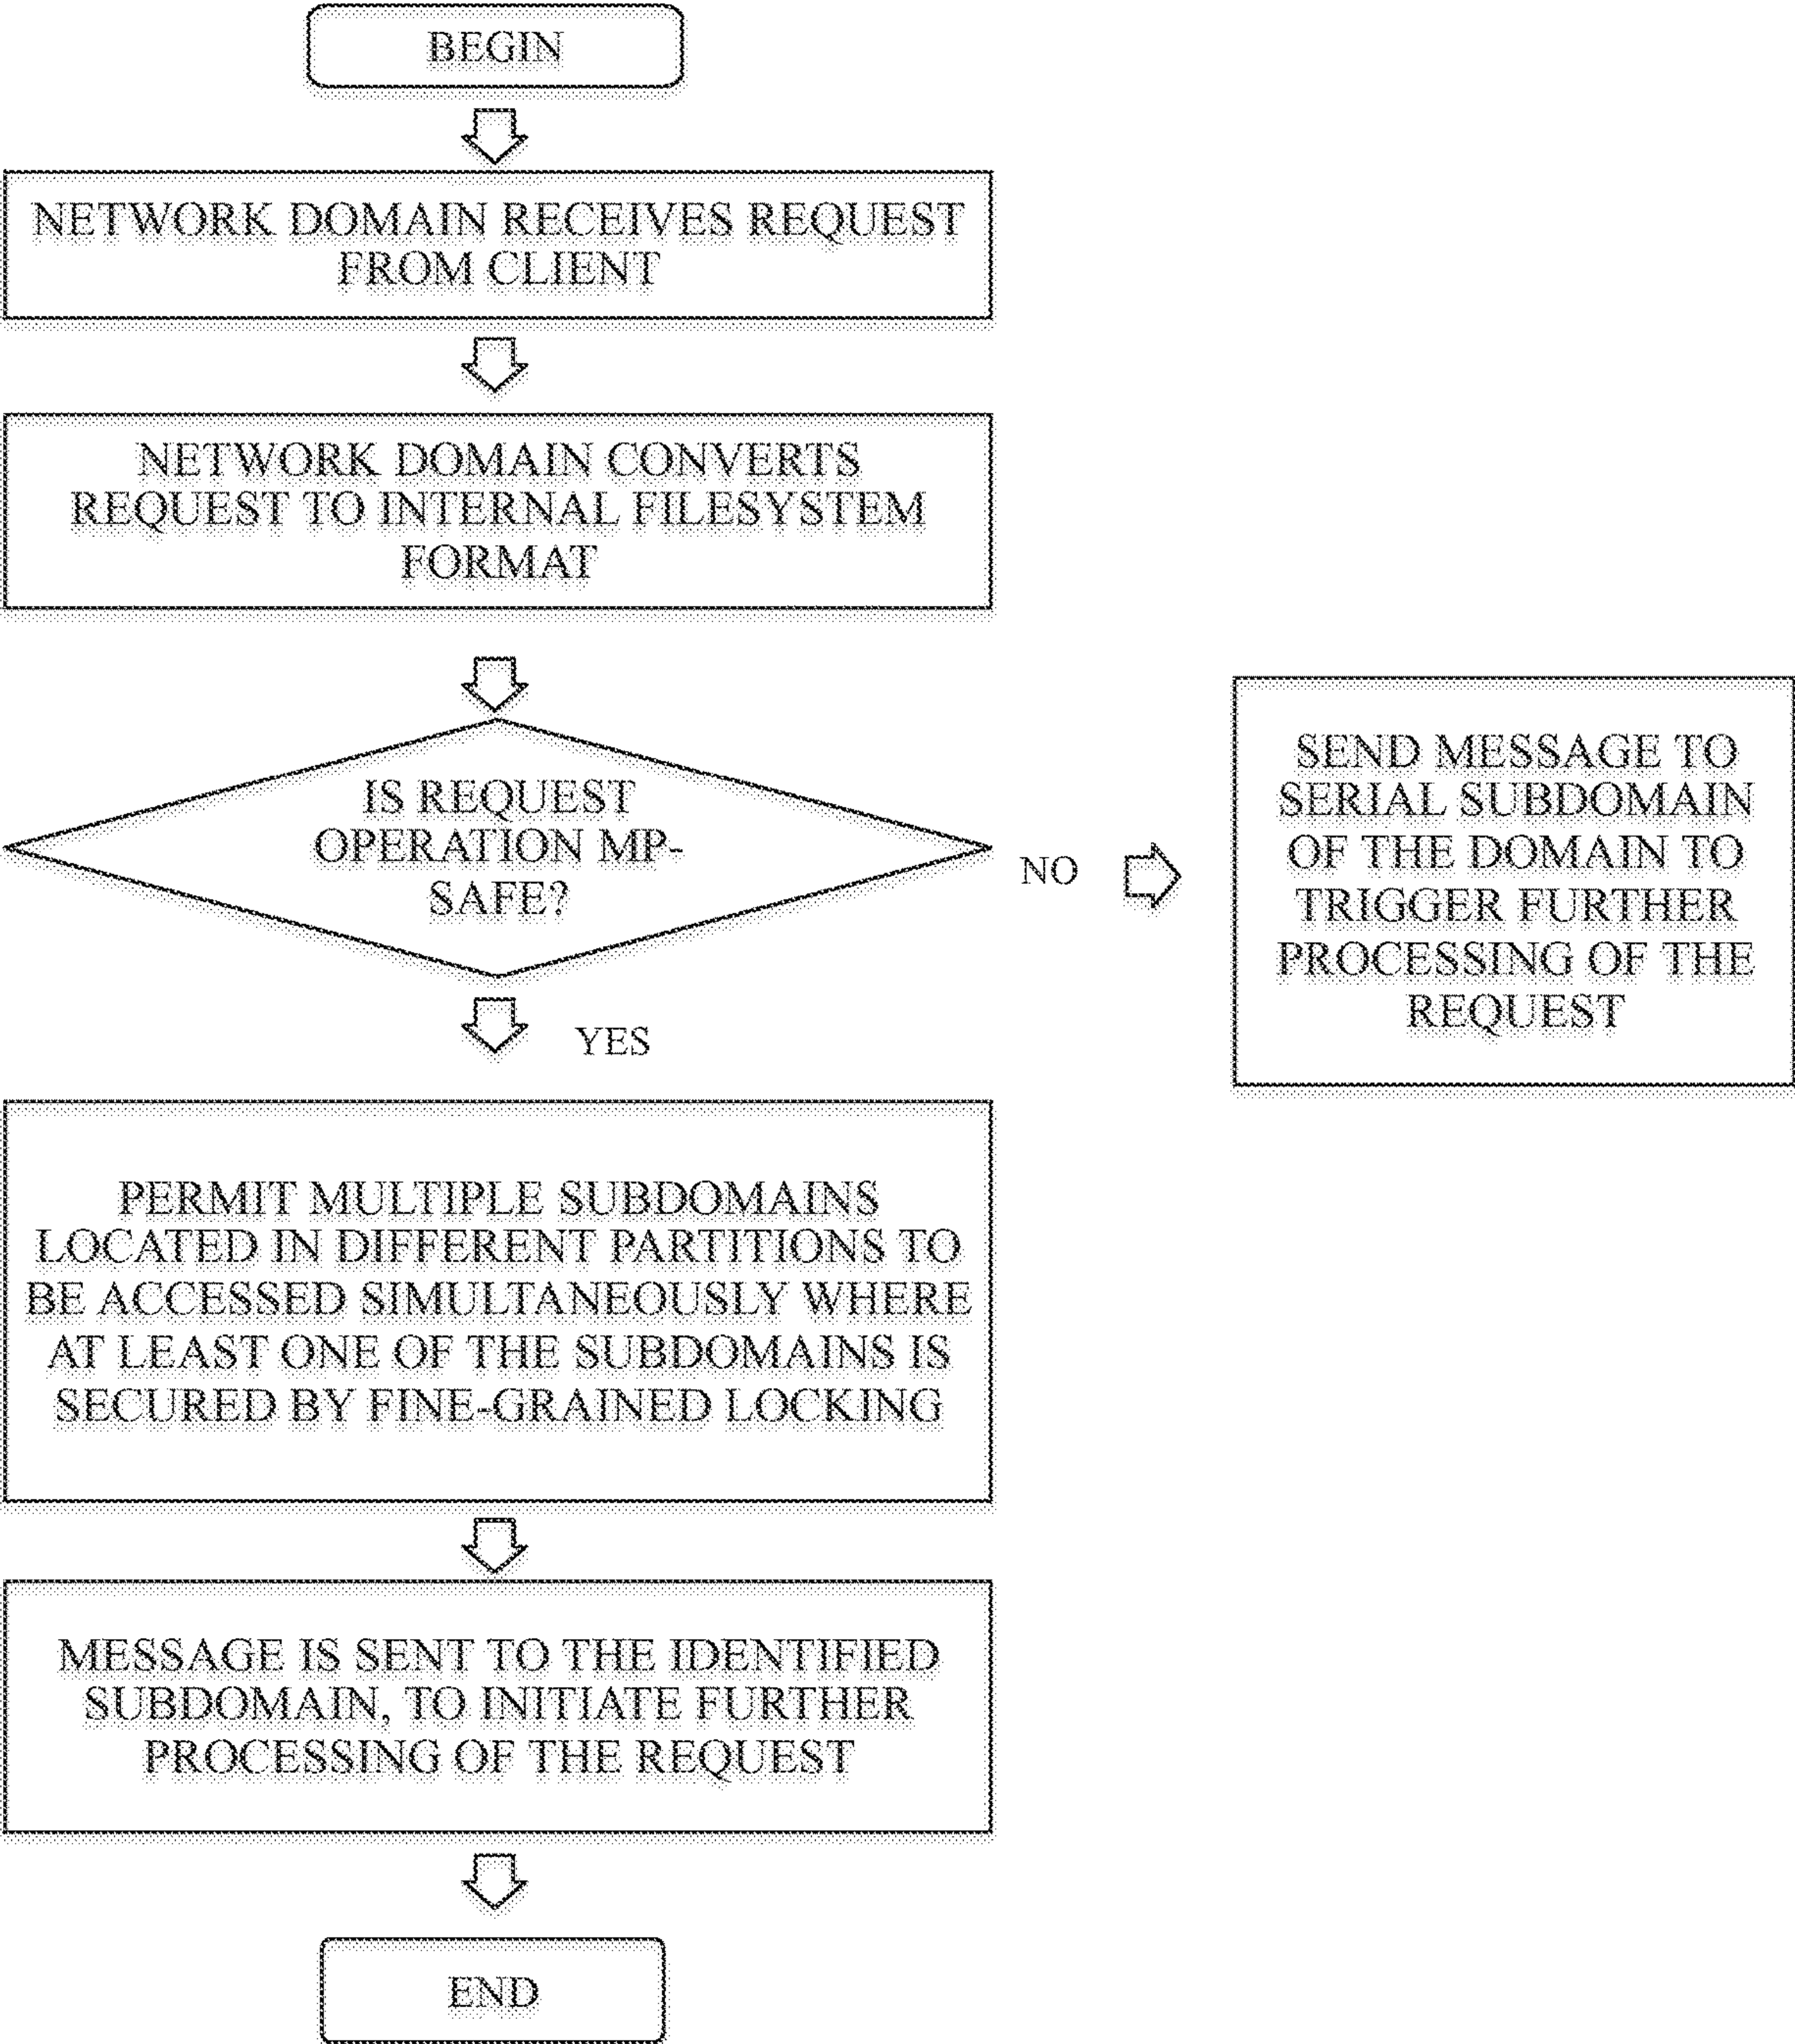 BEGIN
NETWORK DOMAIN RECEIVES REQUEST
FROM CLIENT
NETWORK DOMAIN CONVERTS
REQUEST TO INTERNAL FILESYSTEM
FORMAT
IS REQUEST
OPERATION MP-
SAFE?
NO
SEND MESSAGE TO
SERIAL SUBDOMAIN
OF THE DOMAIN TO
TRIGGER FURTHER
PROCESSING OF THE
REQUEST
YES
PERMIT MULTIPLE SUBDOMAINS
LOCATED IN DIFFERENT PARTITIONS TO
BE ACCESSED SIMULTANEOUSLY WHERE
AT LEAST ONE OF THE SUBDOMAINS IS
SECURED BY FINE-GRAINED LOCKING
MESSAGE IS SENT TO THE IDENTIFIED
SUBDOMAIN, TO INITIATE FURTHER
PROCESSING OF THE REQUEST
END